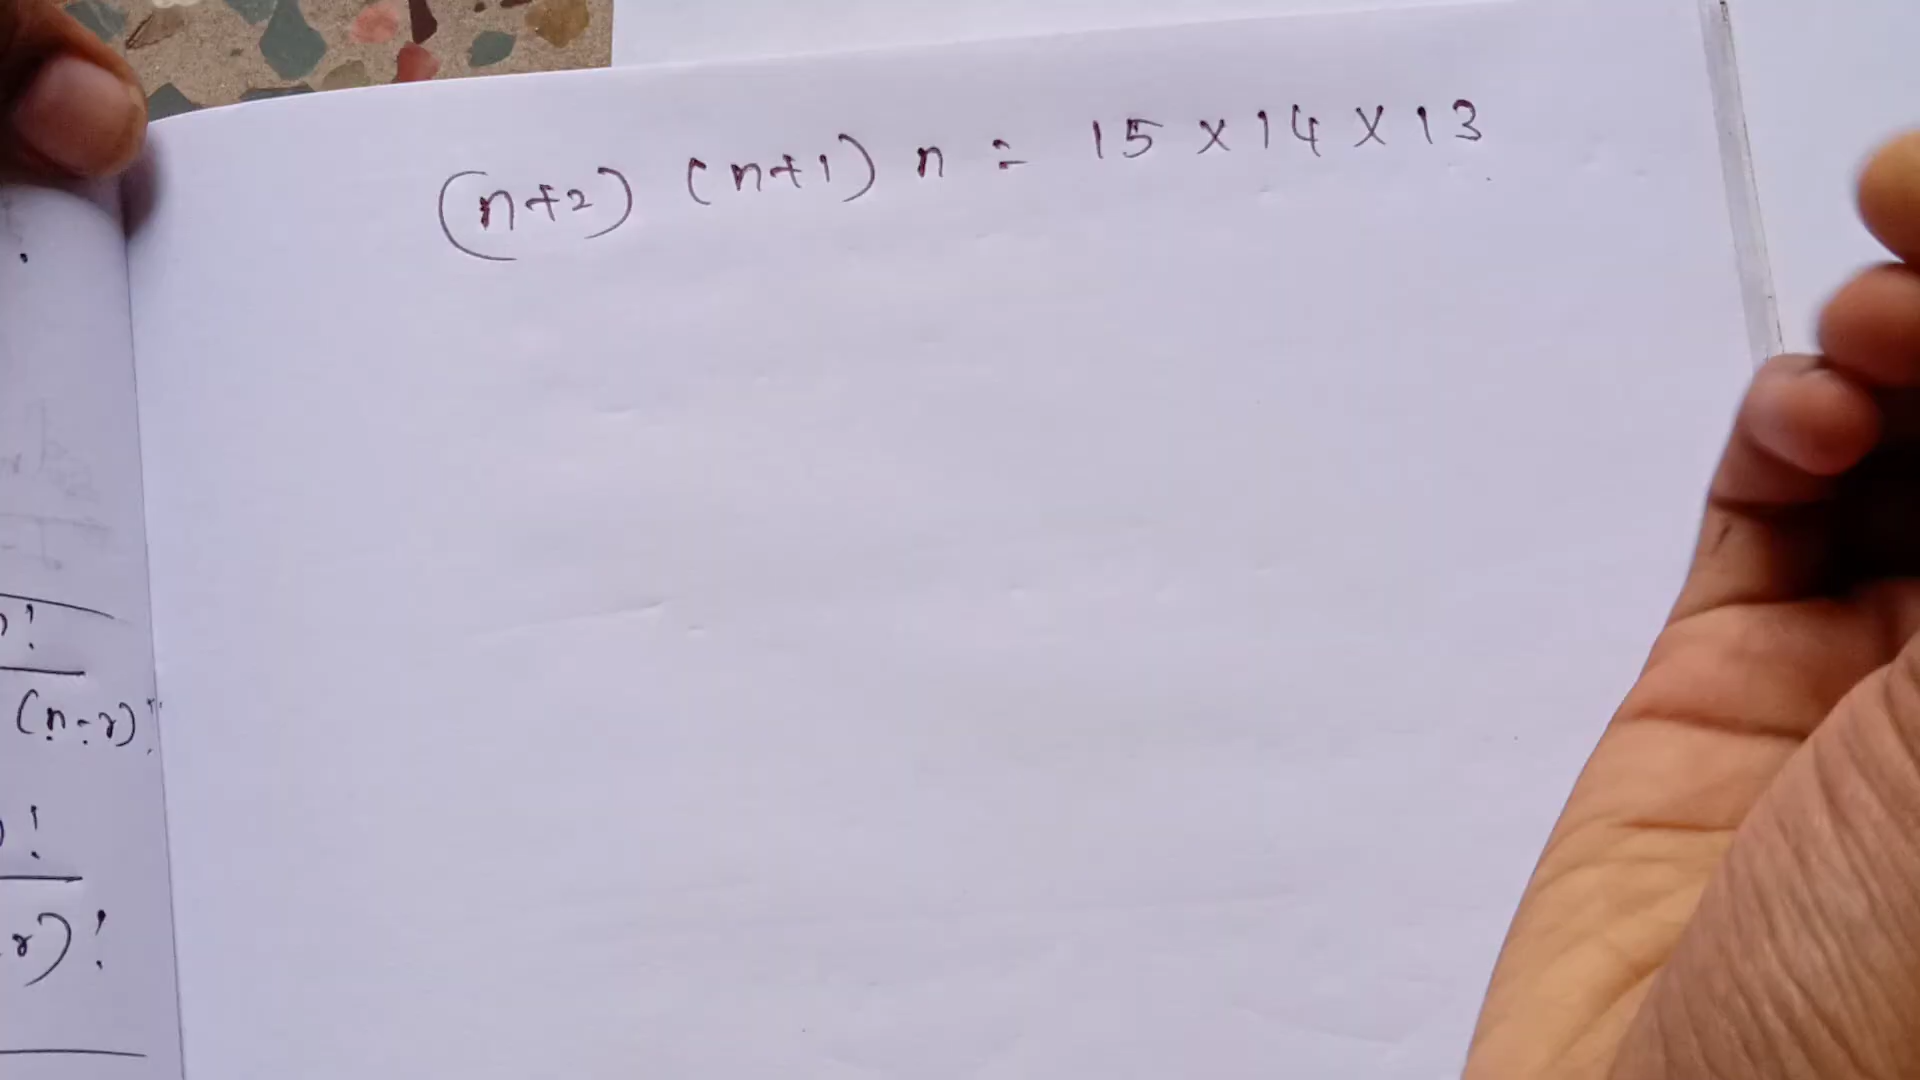 (n+2) (n+1) n = 15 × 14 × 13
n!
(n-r)!
!
r)!